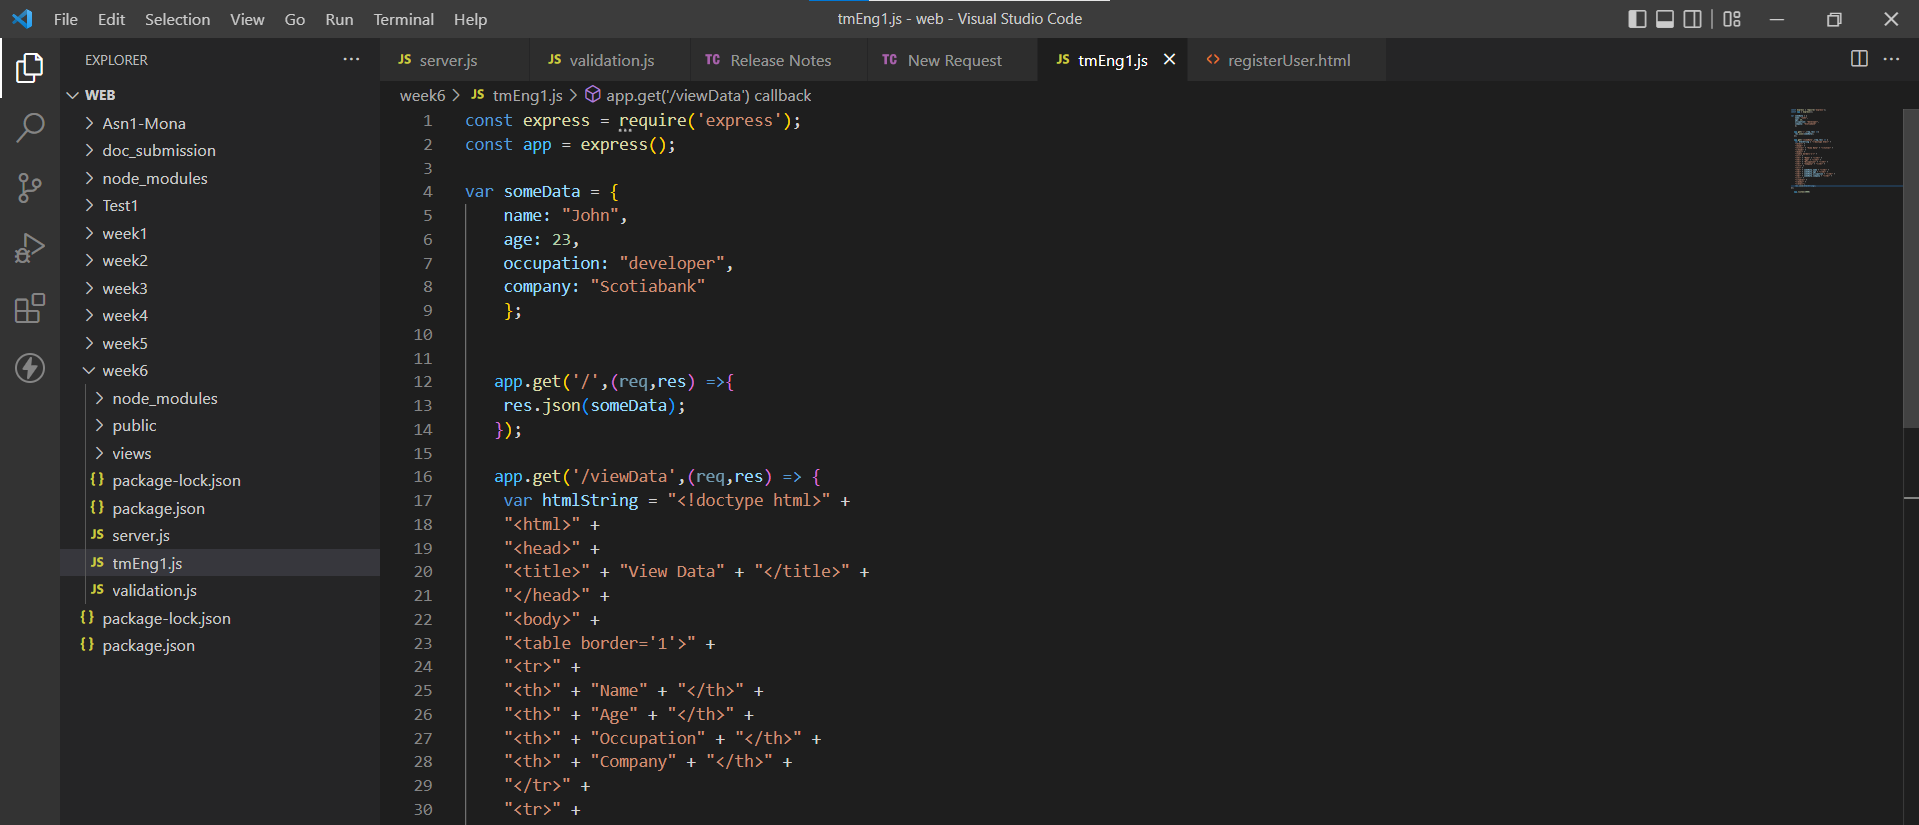 File Edit Selection View Go Run Terminal Help
tmEng1.js - web - Visual Studio Code
EXPLORER ...
WEB
Asn1-Mona
doc_submission
node_modules
Test1
week1
week2
week3
week4
week5
week6
node_modules
public
views
{} package-lock.json
{} package.json
JS server.js
JS tmEng1.js
JS validation.js
{} package-lock.json
{} package.json
JS server.js JS validation.js TC Release Notes TC New Request JS tmEng1.js <> registerUser.html
week6 > JS tmEng1.js > app.get('/viewData') callback
1 const express = require('express');
2 const app = express();
3
4 var someData = {
5 name: "John",
6 age: 23,
7 occupation: "developer",
8 company: "Scotiabank"
9 };
10
11
12 app.get('/',(req,res) =>{
13 res.json(someData);
14 });
15
16 app.get('/viewData',(req,res) => {
17 var htmlString = "<!doctype html>" +
18 "<html>" +
19 "<head>" +
20 "<title>" + "View Data" + "</title>" +
21 "</head>" +
22 "<body>" +
23 "<table border='1'>" +
24 "<tr>" +
25 "<th>" + "Name" + "</th>" +
26 "<th>" + "Age" + "</th>" +
27 "<th>" + "Occupation" + "</th>" +
28 "<th>" + "Company" + "</th>" +
29 "</tr>" +
30 "<tr>" +